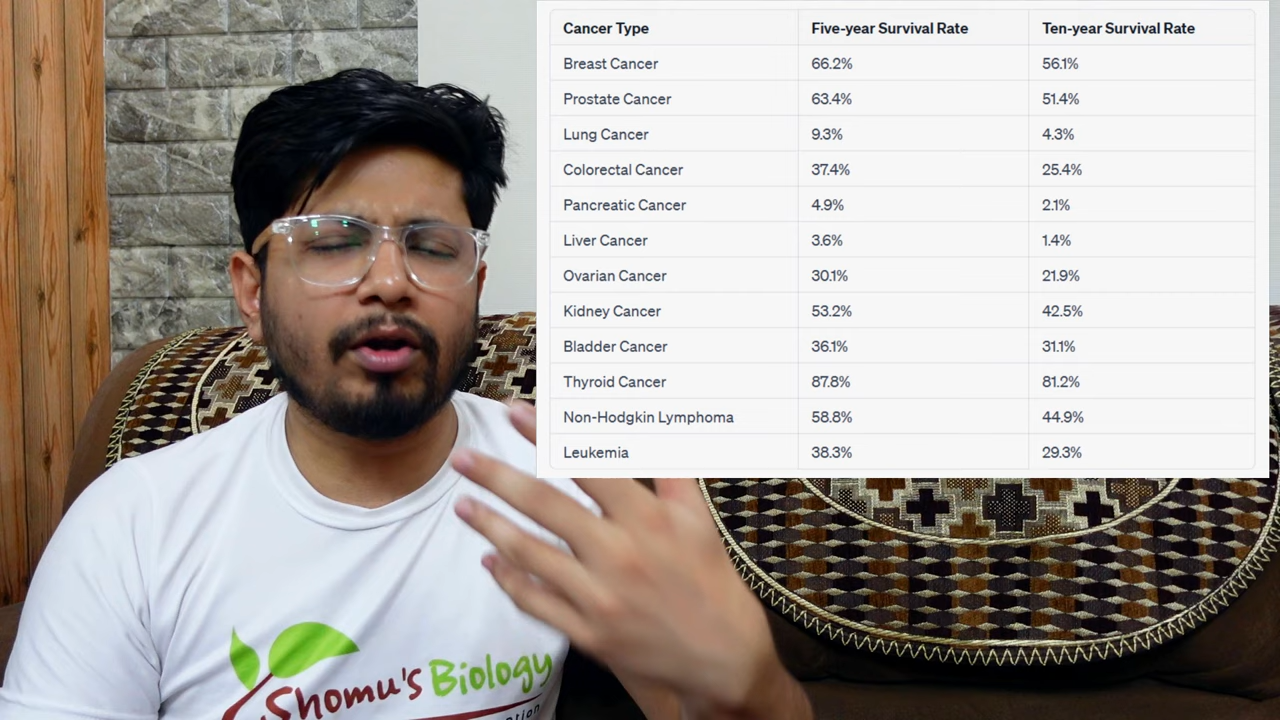 Cancer Type Five-year Survival Rate Ten-year Survival Rate
Breast Cancer 66.2% 56.1%
Prostate Cancer 63.4% 51.4%
Lung Cancer 9.3% 4.3%
Colorectal Cancer 37.4% 25.4%
Pancreatic Cancer 4.9% 2.1%
Liver Cancer 3.6% 1.4%
Ovarian Cancer 30.1% 21.9%
Kidney Cancer 53.2% 42.5%
Bladder Cancer 36.1% 31.1%
Thyroid Cancer 87.8% 81.2%
Non-Hodgkin Lymphoma 58.8% 44.9%
Leukemia 38.3% 29.3%
Shomu's Biology